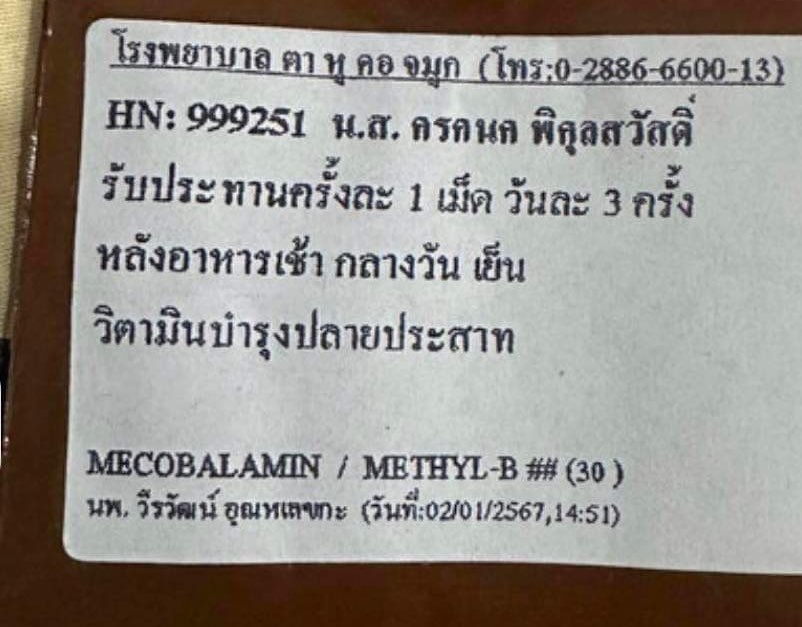 โรงพยาบาล ตา หู คอ จมูก (โทร:0-2886-6600-13)
HN: 999251 น.ส. ครคนค พิกุลสวัสดิ์
รับประทานครั้งละ 1 เม็ด วันละ 3 ครั้ง
หลังอาหารเช้า กลางวัน เย็น
วิตามินบำรุงปลายประสาท
MECOBALAMIN / METHYL-B ## (30 )
นพ. วีรวัฒน์ อุณหเลขกะ (วันที่:02/01/2567,14:51)